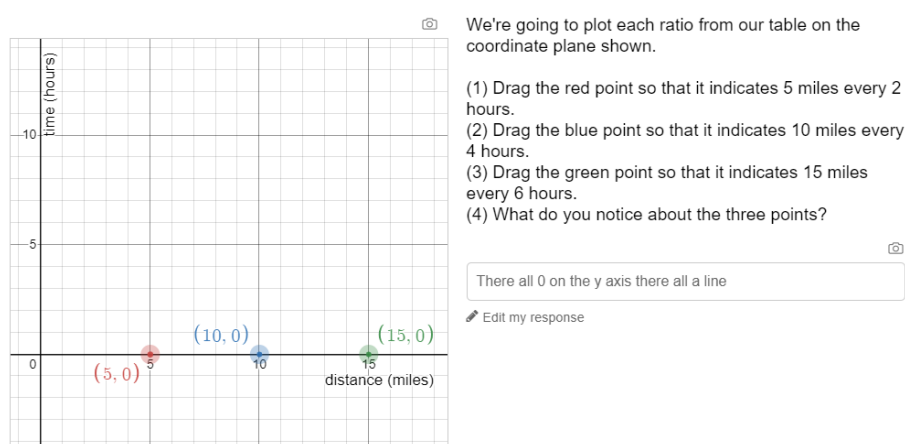 We're going to plot each ratio from our table on the
coordinate plane shown.
(1) Drag the red point so that it indicates 5 miles every 2
hours.
(2) Drag the blue point so that it indicates 10 miles every
4 hours.
(3) Drag the green point so that it indicates 15 miles
every 6 hours.
(4) What do you notice about the three points?
There all 0 on the y axis there all a line
Edit my response
time (hours)
10
5
(10, 0)
(15, 0)
0
5
10
15
(5, 0)
distance (miles)